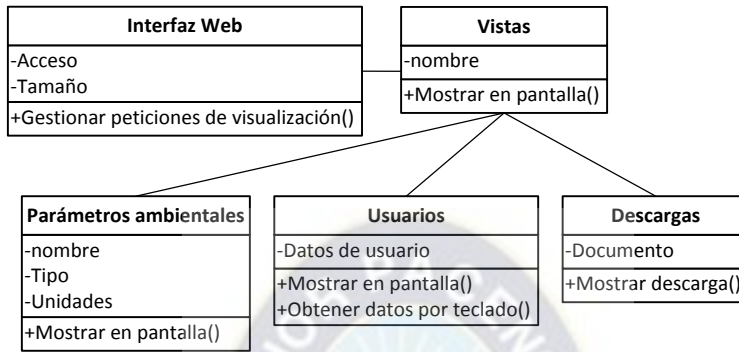 Interfaz Web
-Acceso
-Tamaño
+Gestionar peticiones de visualización()
Vistas
-nombre
+Mostrar en pantalla()
Parámetros ambientales
-nombre
-Tipo
-Unidades
+Mostrar en pantalla()
Usuarios
-Datos de usuario
+Mostrar en pantalla()
+Obtener datos por teclado()
Descargas
-Documento
+Mostrar descarga()